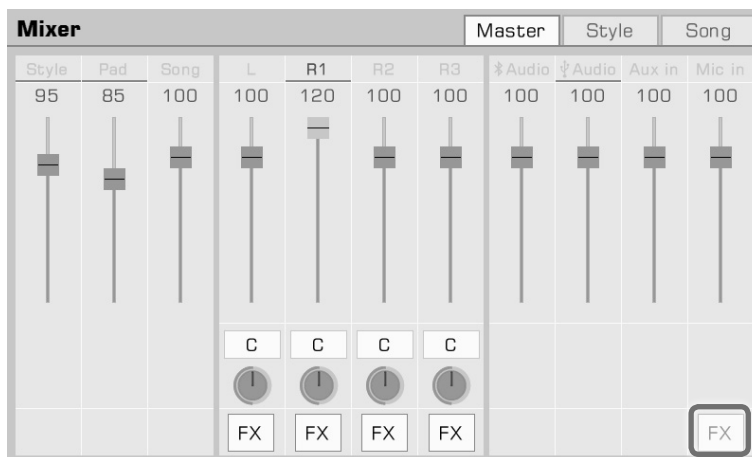 Mixer Master Style Song
Style Pad Song L R1 R2 R3 Audio Audio Aux in Mic in
95 85 100 100 120 100 100 100 100 100 100
C C C C
FX FX FX FX FX